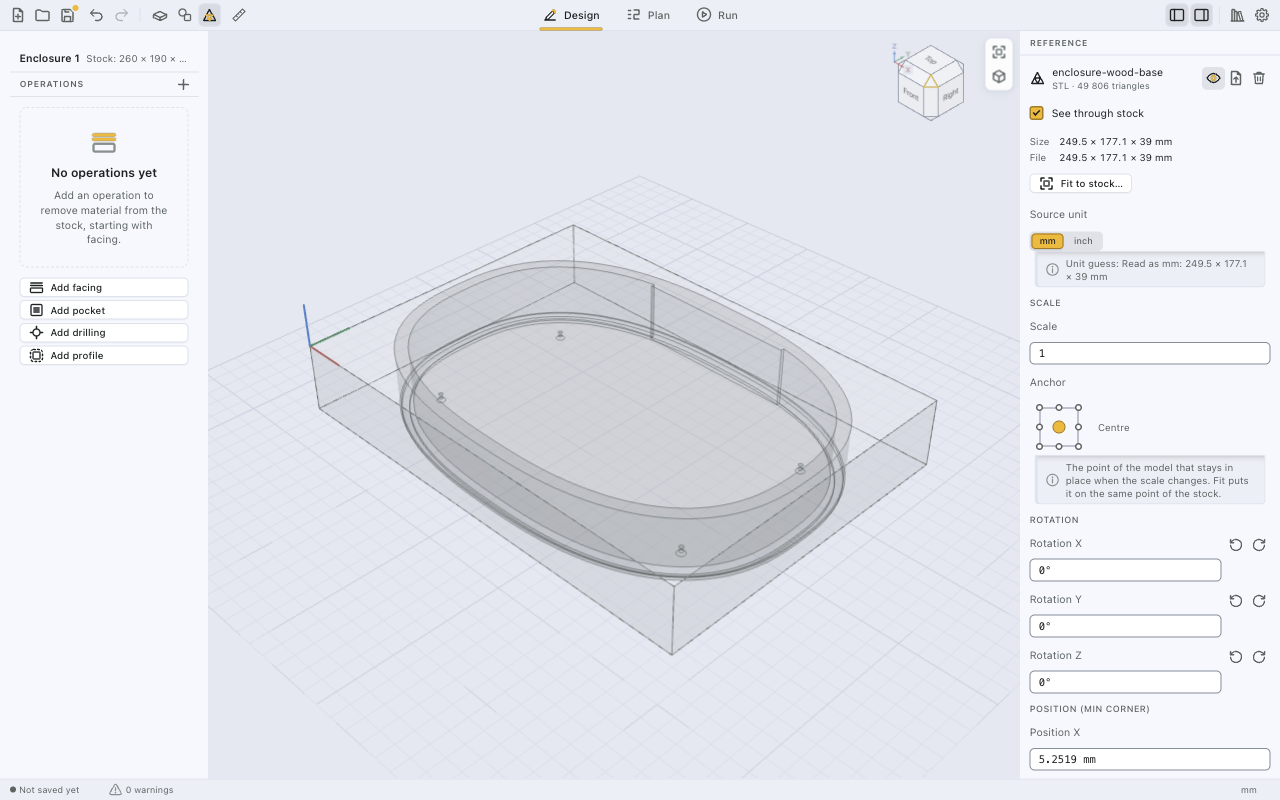 Design
Plan
Run
Enclosure 1 Stock: 260 × 190 × ...
OPERATIONS
No operations yet
Add an operation to
remove material from the
stock, starting with
facing.
Add facing
Add pocket
Add drilling
Add profile
Z
Y
X
Top
Front
Right
REFERENCE
enclosure-wood-base
STL · 49 806 triangles
See through stock
Size 249.5 × 177.1 × 39 mm
File 249.5 × 177.1 × 39 mm
Fit to stock...
Source unit
mm inch
Unit guess: Read as mm: 249.5 × 177.1
× 39 mm
SCALE
Scale
1
Anchor
Centre
The point of the model that stays in
place when the scale changes. Fit puts
it on the same point of the stock.
ROTATION
Rotation X
0°
Rotation Y
0°
Rotation Z
0°
POSITION (MIN CORNER)
Position X
5.2519 mm
Not saved yet
0 warnings
mm